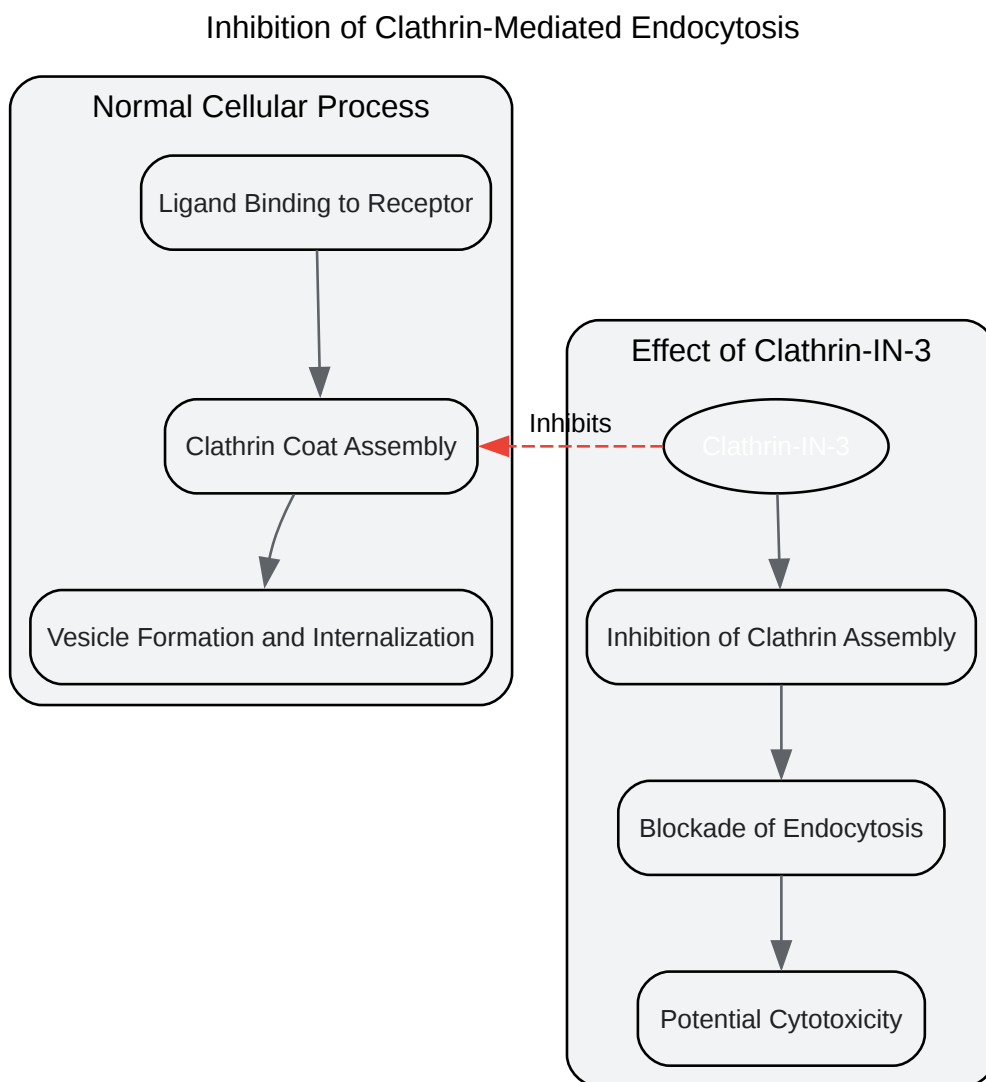 Inhibition of Clathrin-Mediated Endocytosis
Normal Cellular Process
Ligand Binding to Receptor
Clathrin Coat Assembly
Vesicle Formation and Internalization
Inhibits
Effect of Clathrin-IN-3
Clathrin-IN-3
Inhibition of Clathrin Assembly
Blockade of Endocytosis
Potential Cytotoxicity